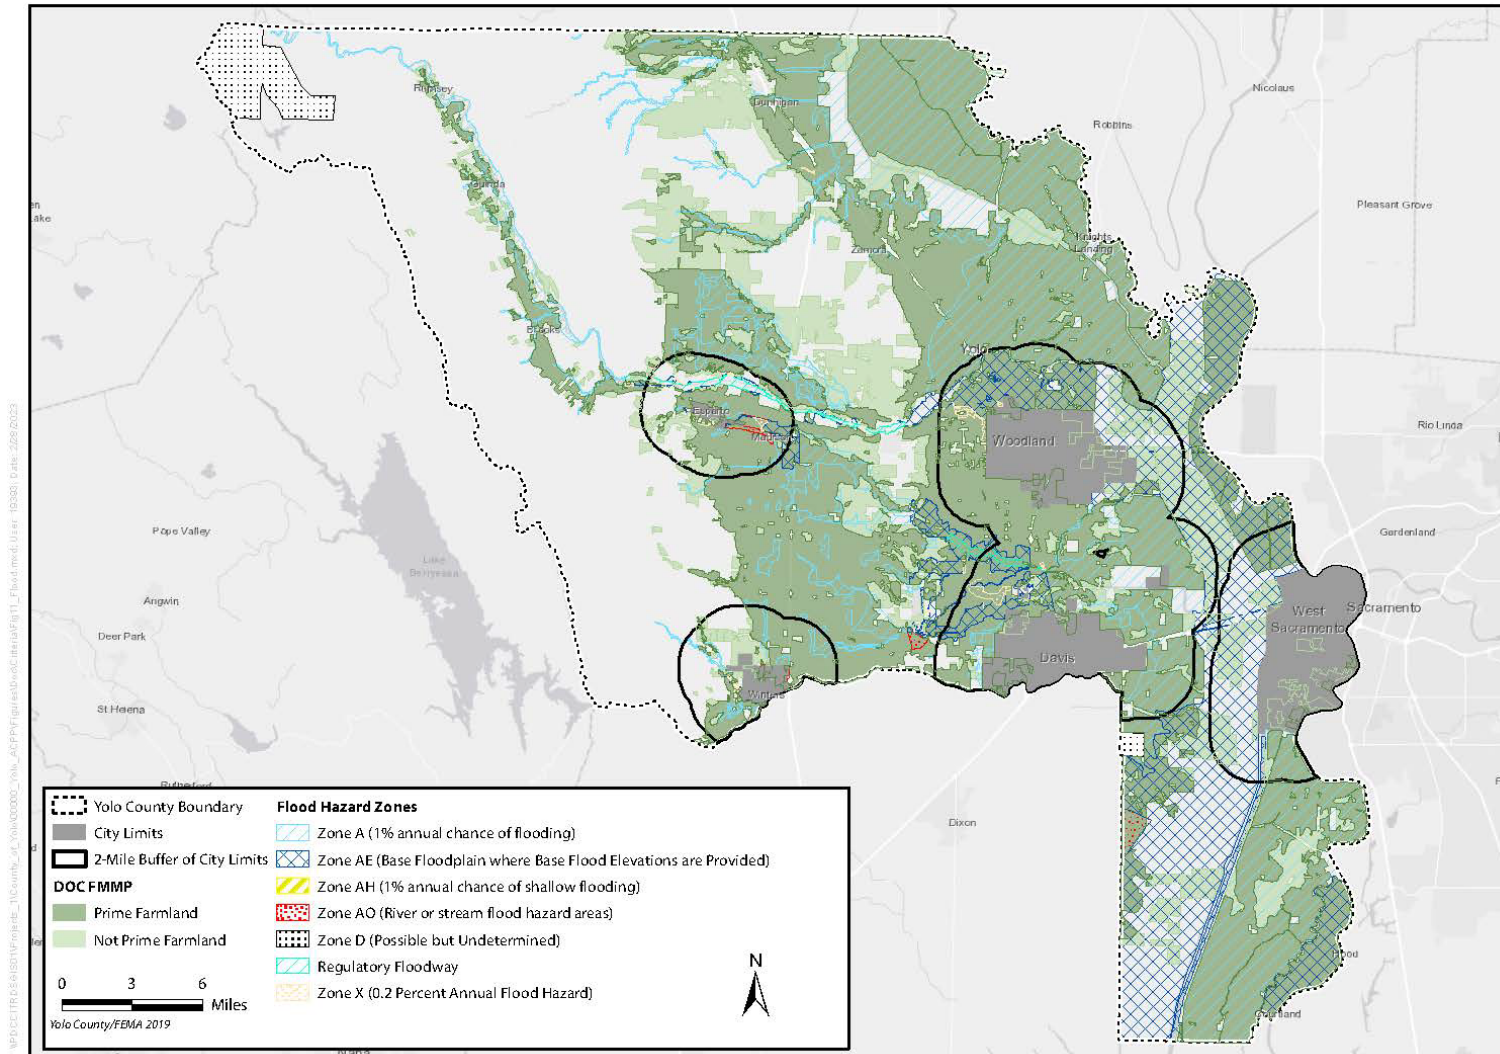 Nicolaus
Rumsey
Dunnigan
Robbins
Pleasant Grove
Guinda
Lake
Knights
Landing
Zamora
Brooks
Yolo
Esparto
Madison
Woodland
Rio Linda
Pope Valley
Gardenland
Lake
Berryessa
Angwin
West
Sacramento
Sacramento
Deer Park
Davis
Winters
St Helena
Rutherford
Dixon
Hood
Courtland
Napa
Yolo County Boundary
City Limits
2-Mile Buffer of City Limits
DOC FMMP
Prime Farmland
Not Prime Farmland
0 3 6
Miles
Yolo County/FEMA 2019
Flood Hazard Zones
Zone A (1% annual chance of flooding)
Zone AE (Base Floodplain where Base Flood Elevations are Provided)
Zone AH (1% annual chance of shallow flooding)
Zone AO (River or stream flood hazard areas)
Zone D (Possible but Undetermined)
Regulatory Floodway
Zone X (0.2 Percent Annual Flood Hazard)
N